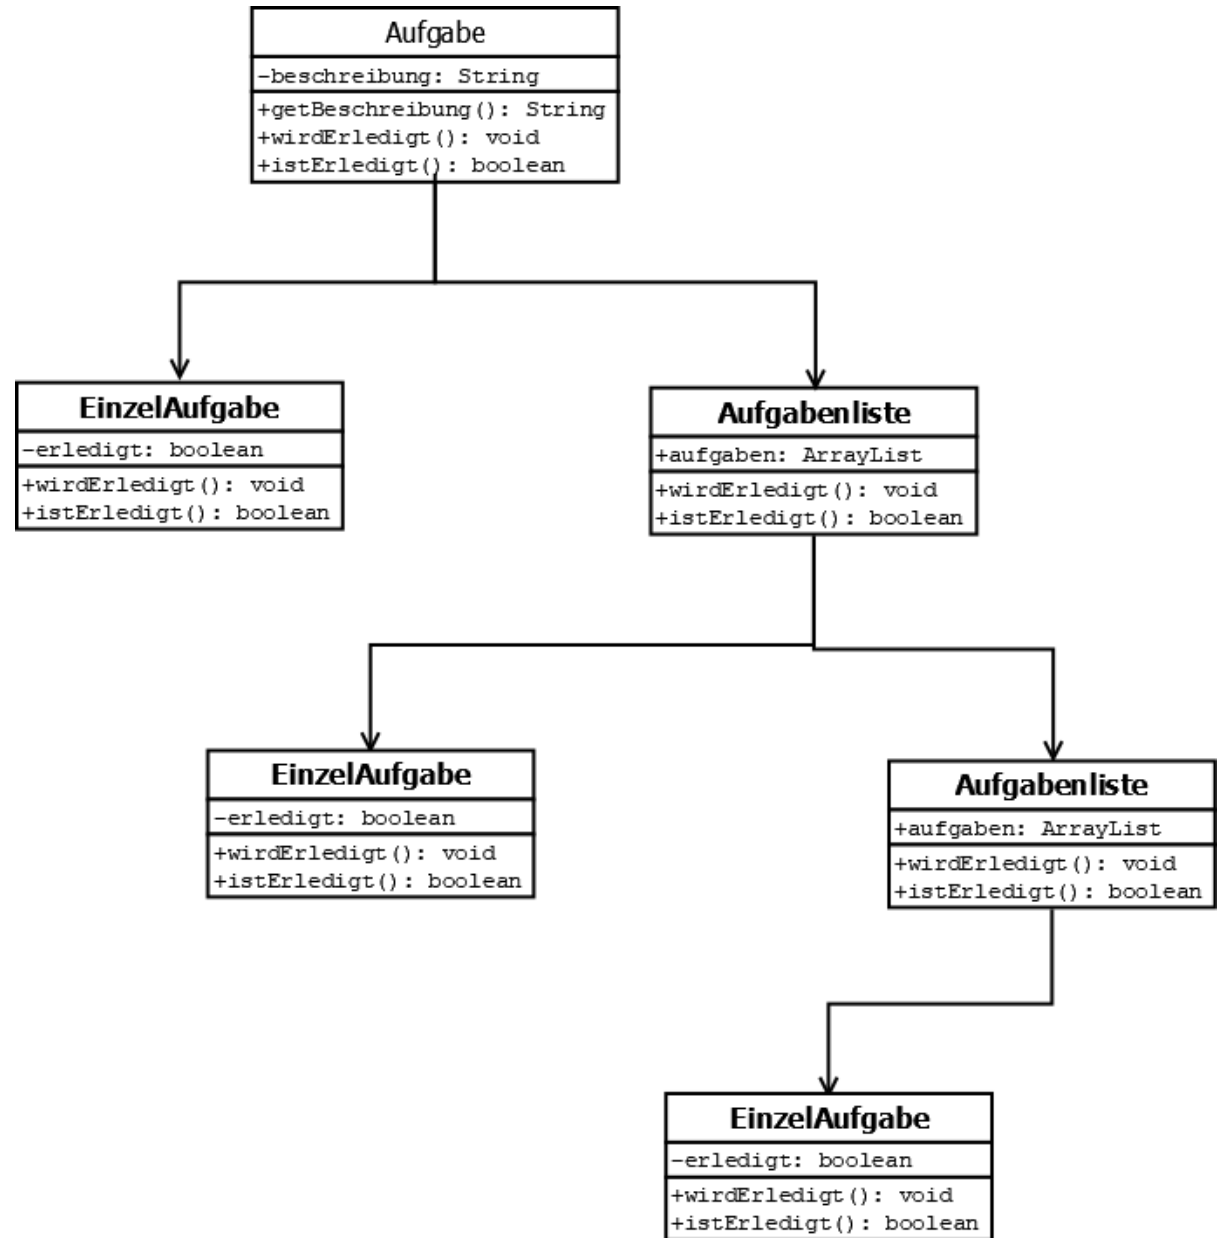 Aufgabe
-beschreibung: String
+getBeschreibung(): String
+wirdErledigt(): void
+istErledigt(): boolean
EinzelAufgabe
-erledigt: boolean
+wirdErledigt(): void
+istErledigt(): boolean
Aufgabenliste
+aufgaben: ArrayList
+wirdErledigt(): void
+istErledigt(): boolean
EinzelAufgabe
-erledigt: boolean
+wirdErledigt(): void
+istErledigt(): boolean
Aufgabenliste
+aufgaben: ArrayList
+wirdErledigt(): void
+istErledigt(): boolean
EinzelAufgabe
-erledigt: boolean
+wirdErledigt(): void
+istErledigt(): boolean